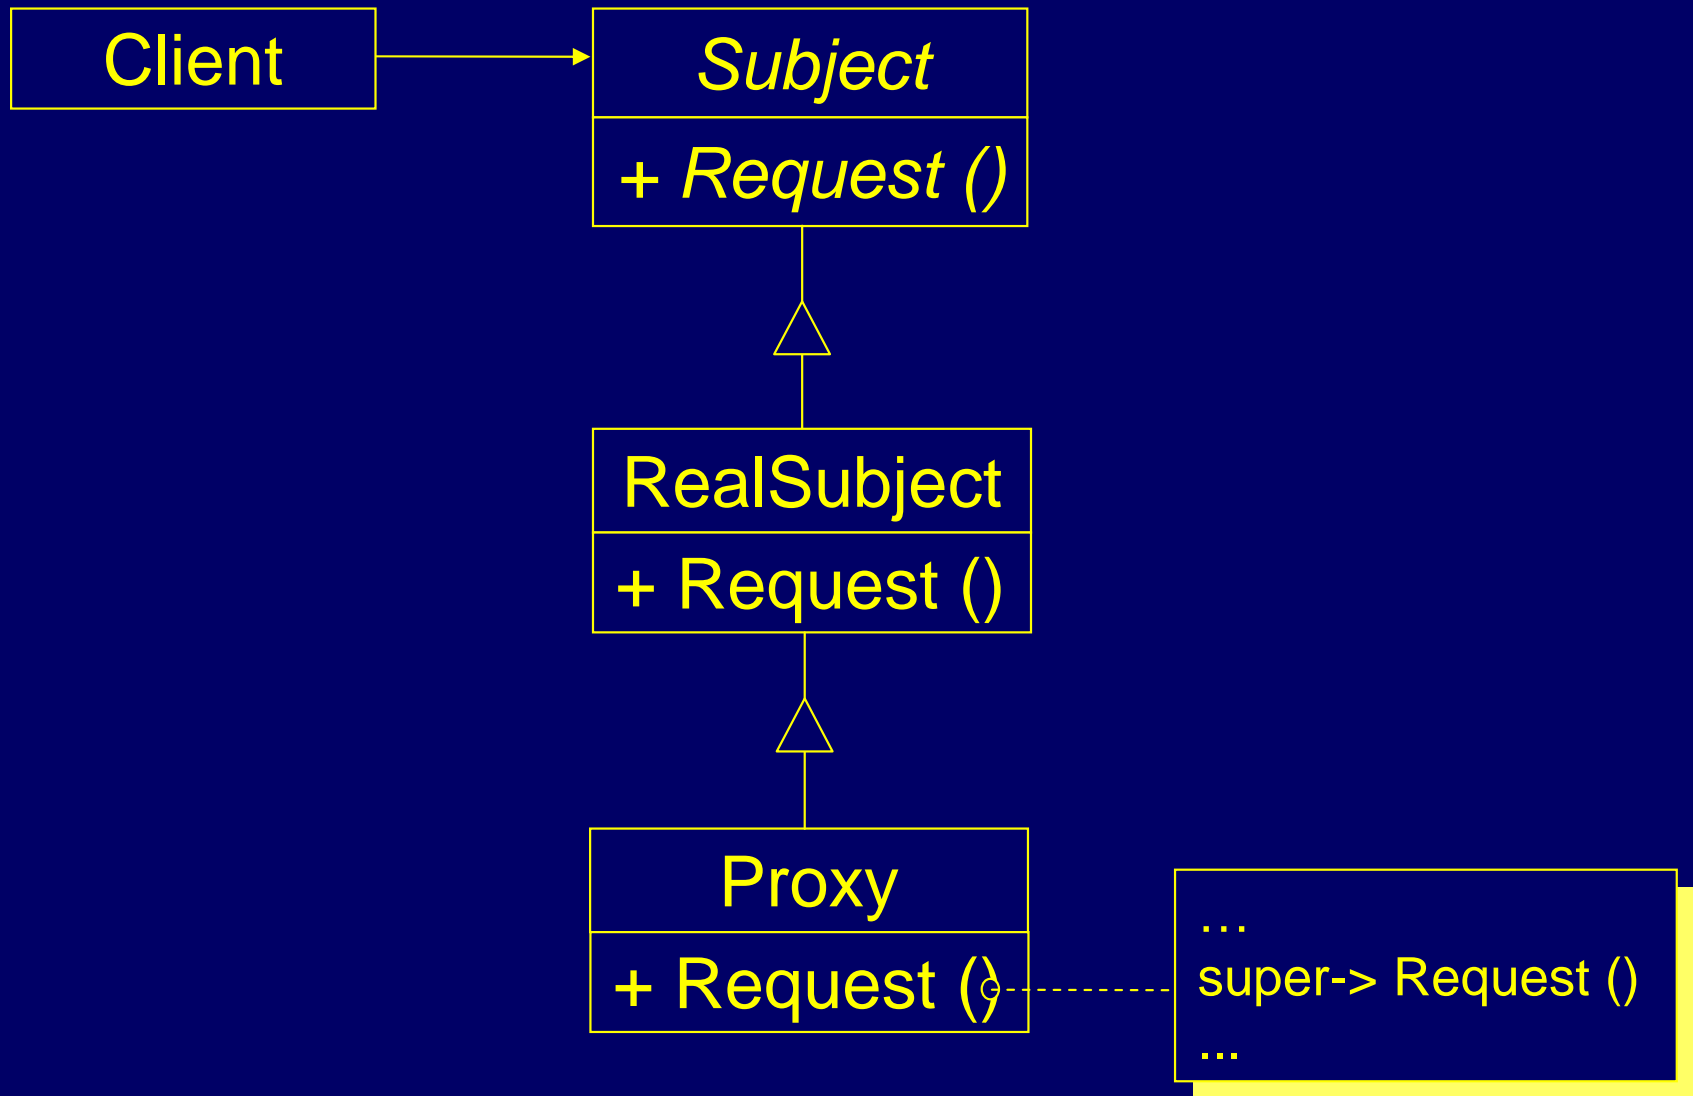 Client
Subject
+ Request ()
RealSubject
+ Request ()
Proxy
+ Request ()
…
super-> Request ()
...